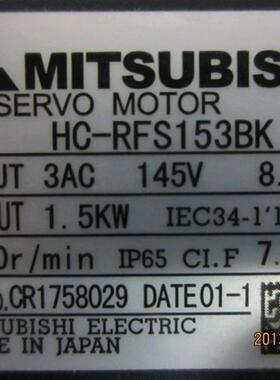 MITSUBIS
SERVO MOTOR
HC-RFS153BK
UT 3AC 145V 8.
UT 1.5KW IEC34-1'
0r/min IP65 CI.F 7.
CR1758029 DATE01-1
UBISHI ELECTRIC
E IN JAPAN